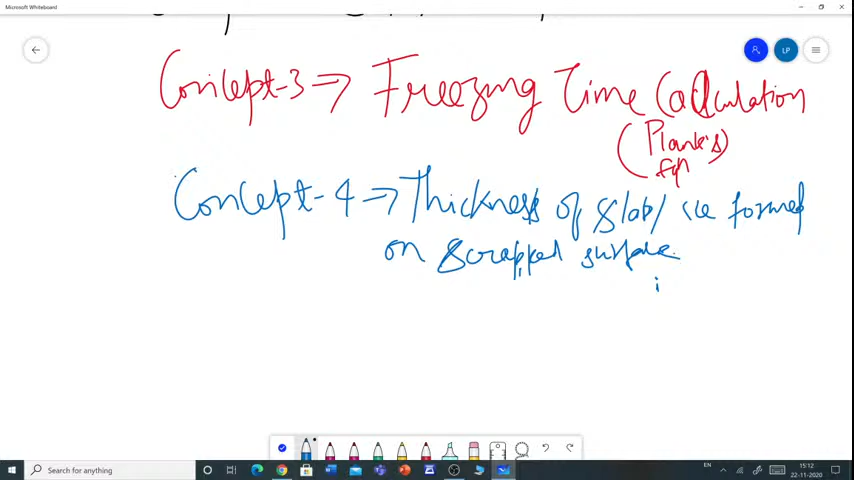 Microsoft Whiteboard
LP
Concept-3 ⇒ Freezing Time Calculation
(Plank's)
Eqn
Concept-4 ⇒ Thickness of slab/ ice formed
on Scrapped surface
Search for anything
EN
15:12
22-11-2020